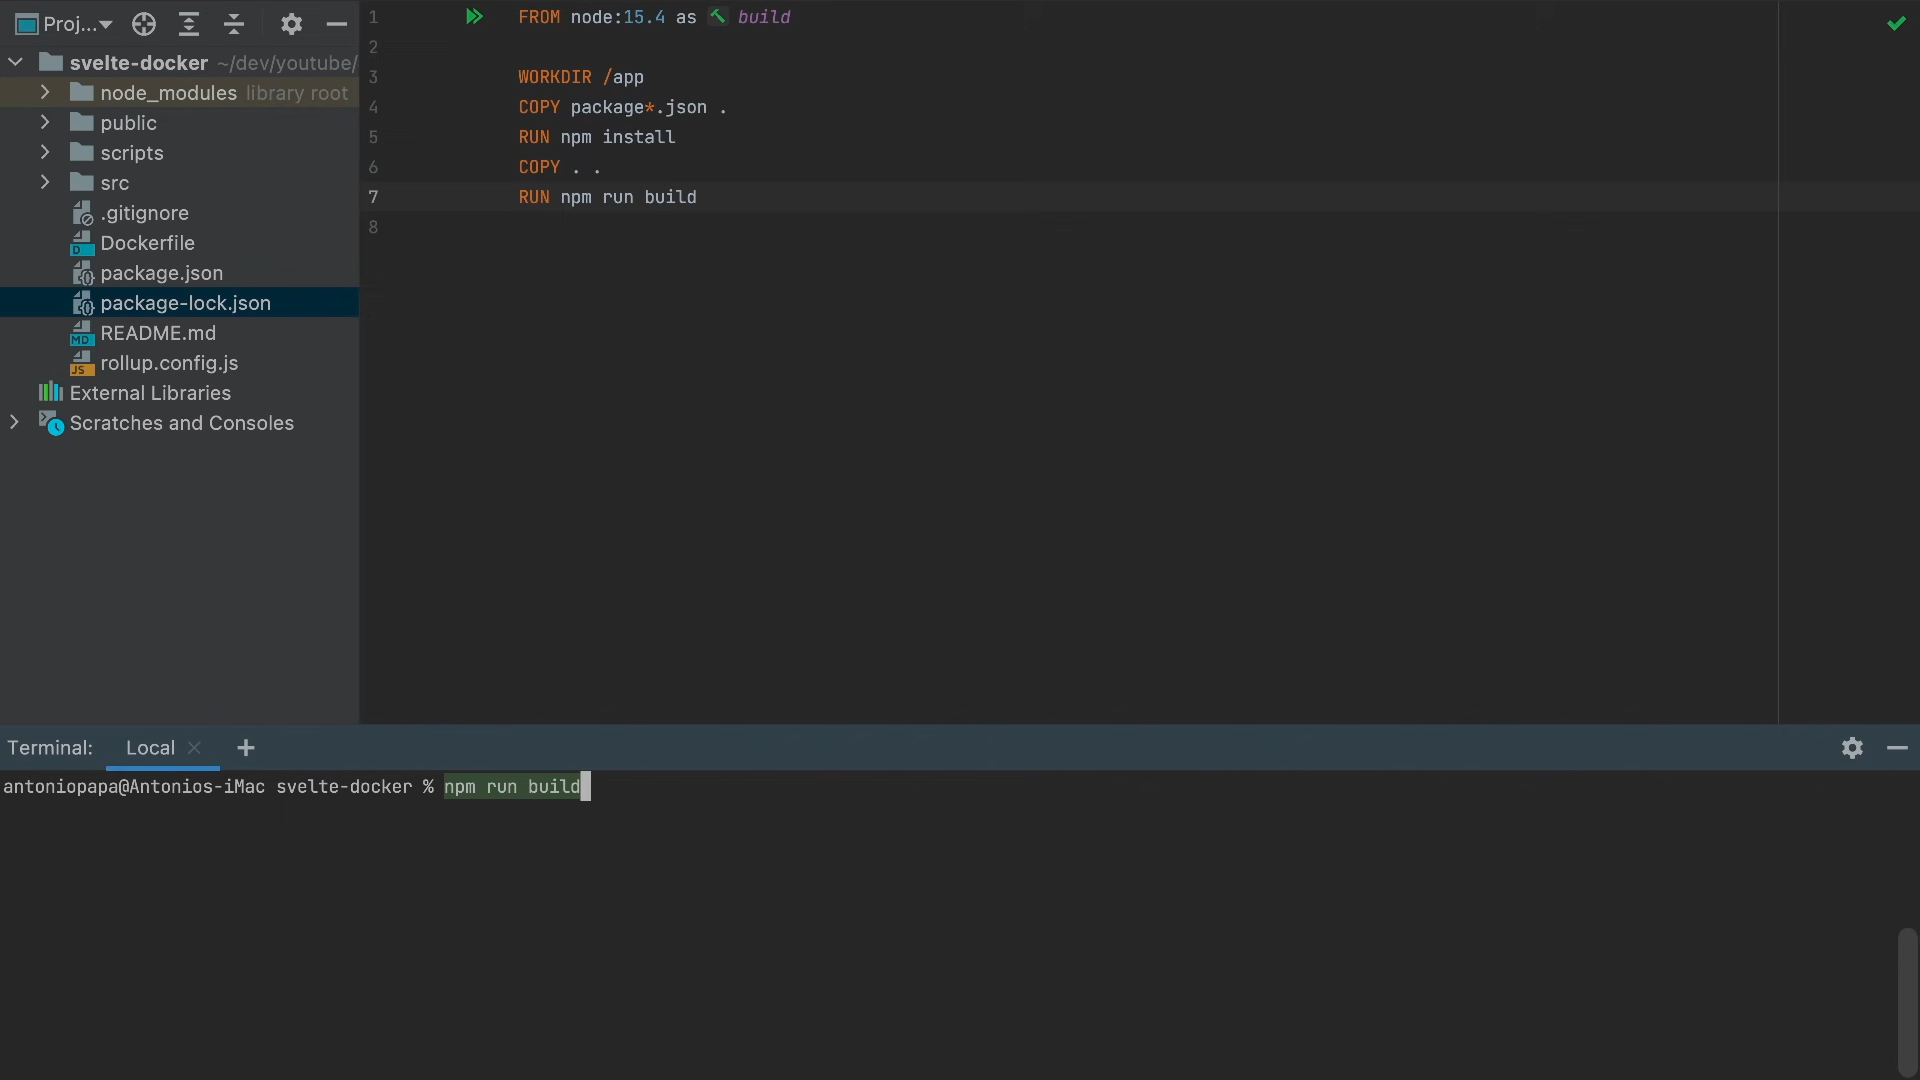 Proj...
svelte-docker ~/dev/youtube/
node_modules library root
public
scripts
src
.gitignore
Dockerfile
package.json
package-lock.json
README.md
rollup.config.js
External Libraries
Scratches and Consoles
1 FROM node:15.4 as build
2
3 WORKDIR /app
4 COPY package*.json .
5 RUN npm install
6 COPY . .
7 RUN npm run build
8
Terminal: Local
antoniopapa@Antonios-iMac svelte-docker % npm run build